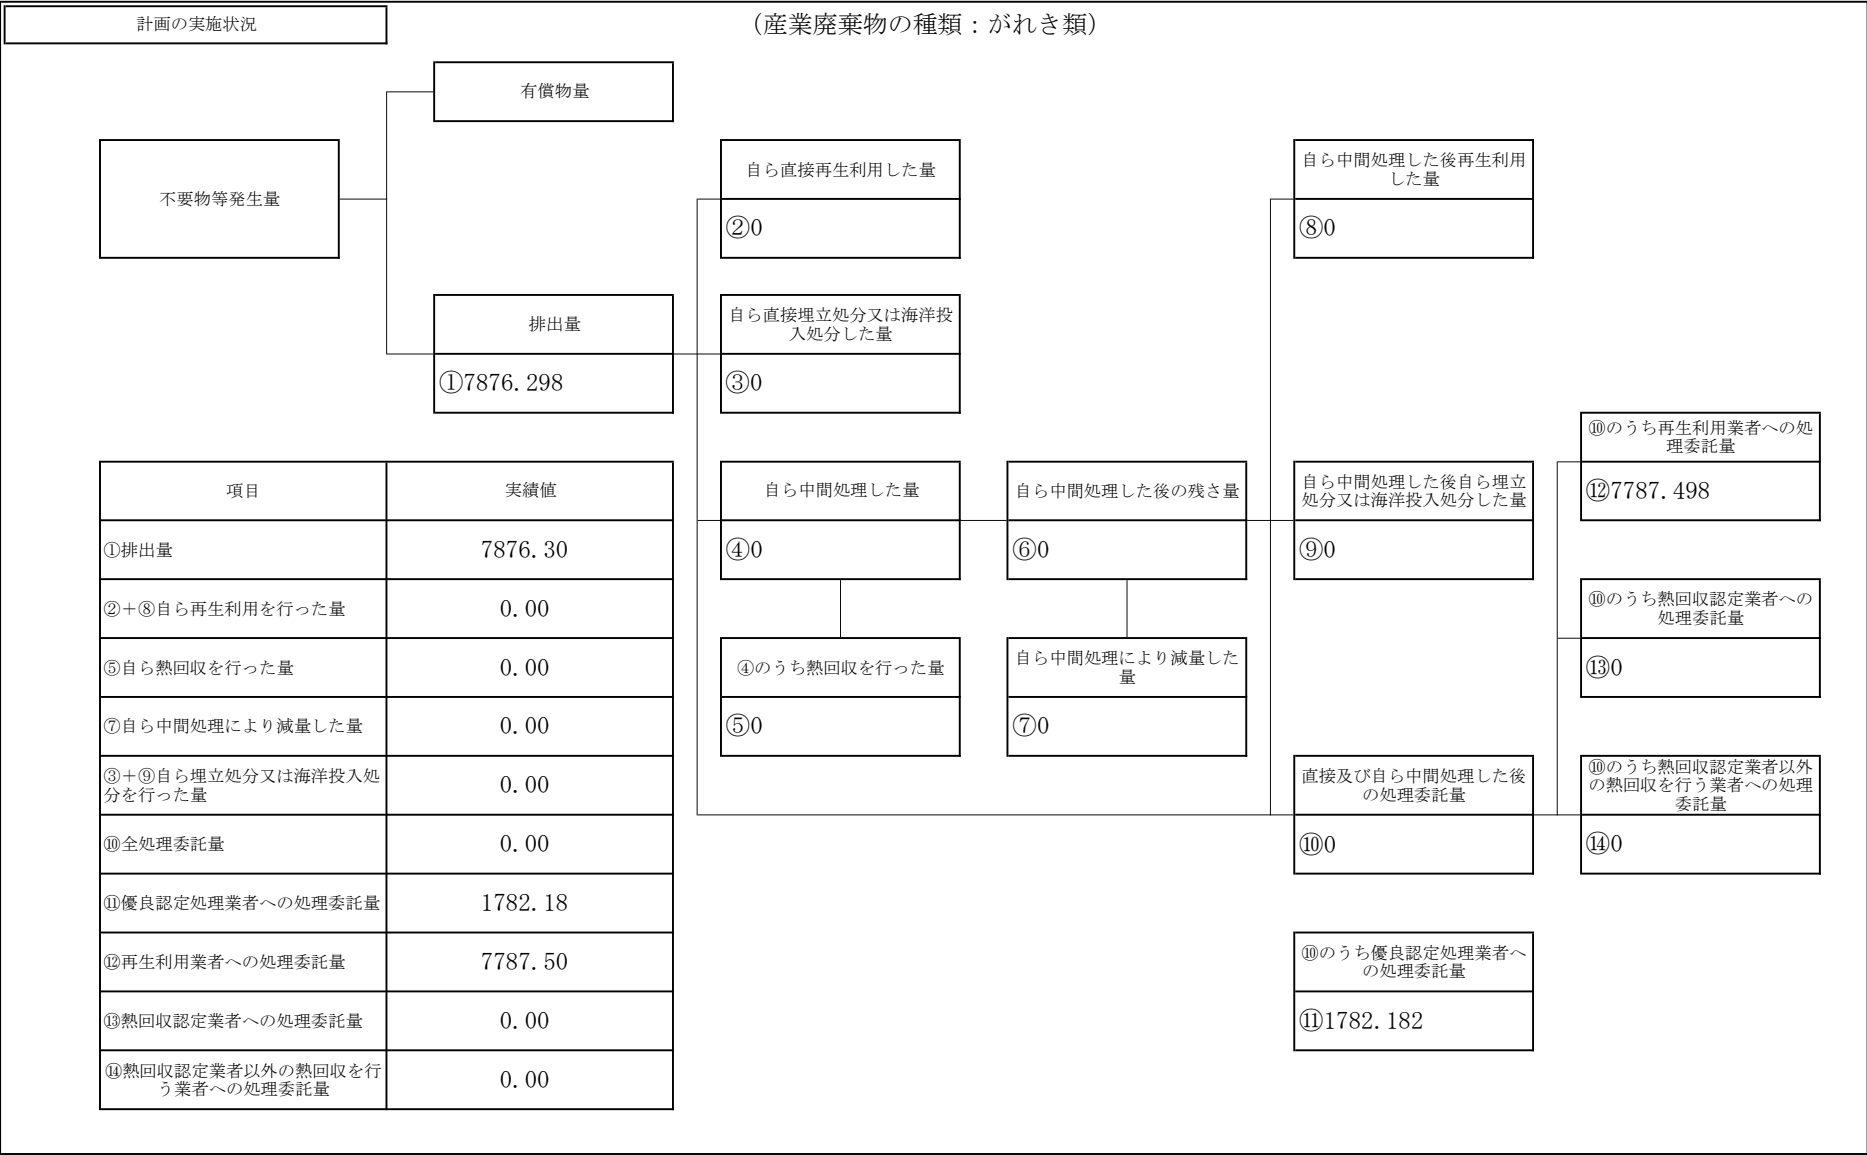 計画の実施状況
（産業廃棄物の種類：がれき類）
有償物量
不要物等発生量
排出量
①7876.298
自ら直接再生利用した量
②0
自ら直接埋立処分又は海洋投
入処分した量
③0
自ら中間処理した量
④0
④のうち熱回収を行った量
⑤0
自ら中間処理した後の残さ量
⑥0
自ら中間処理により減量した
量
⑦0
自ら中間処理した後再生利用
した量
⑧0
自ら中間処理した後自ら埋立
処分又は海洋投入処分した量
⑨0
直接及び自ら中間処理した後
の処理委託量
⑩0
⑩のうち優良認定処理業者へ
の処理委託量
⑪1782.182
⑩のうち再生利用業者への処
理委託量
⑫7787.498
⑩のうち熱回収認定業者への
処理委託量
⑬0
⑩のうち熱回収認定業者以外
の熱回収を行う業者への処理
委託量
⑭0
項目 実績値
①排出量 7876.30
②＋⑧自ら再生利用を行った量 0.00
⑤自ら熱回収を行った量 0.00
⑦自ら中間処理により減量した量 0.00
③＋⑨自ら埋立処分又は海洋投入処
分を行った量 0.00
⑩全処理委託量 0.00
⑪優良認定処理業者への処理委託量 1782.18
⑫再生利用業者への処理委託量 7787.50
⑬熱回収認定業者への処理委託量 0.00
⑭熱回収認定業者以外の熱回収を行
う業者への処理委託量 0.00